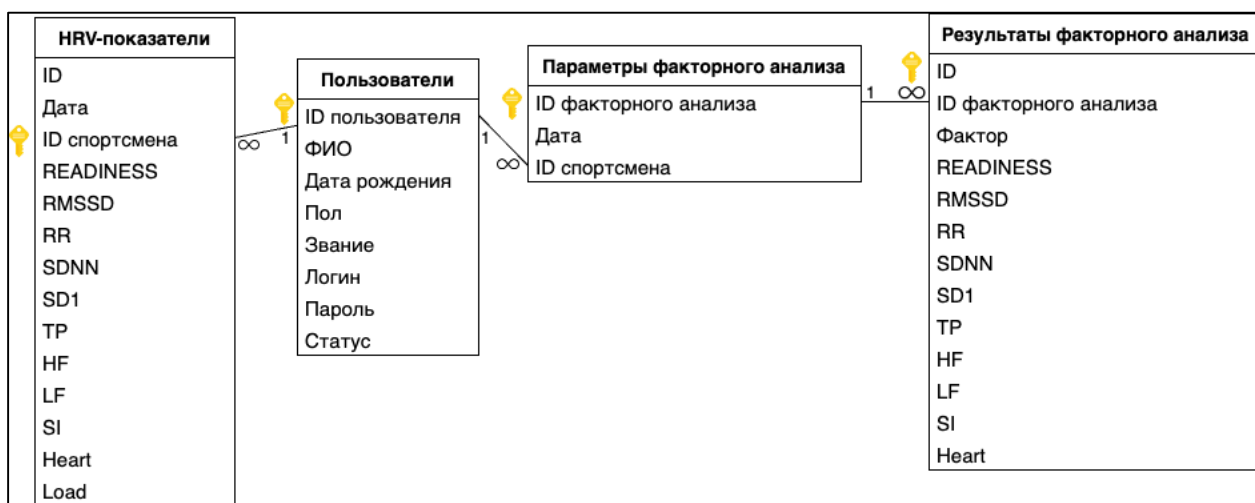 HRV-показатели
ID
Дата
ID спортсмена
READINESS
RMSSD
RR
SDNN
SD1
TP
HF
LF
SI
Heart
Load
∞
1
Пользователи
ID пользователя
ФИО
Дата рождения
Пол
Звание
Логин
Пароль
Статус
1
∞
Параметры факторного анализа
ID факторного анализа
Дата
ID спортсмена
1
∞
Результаты факторного анализа
ID
ID факторного анализа
Фактор
READINESS
RMSSD
RR
SDNN
SD1
TP
HF
LF
SI
Heart